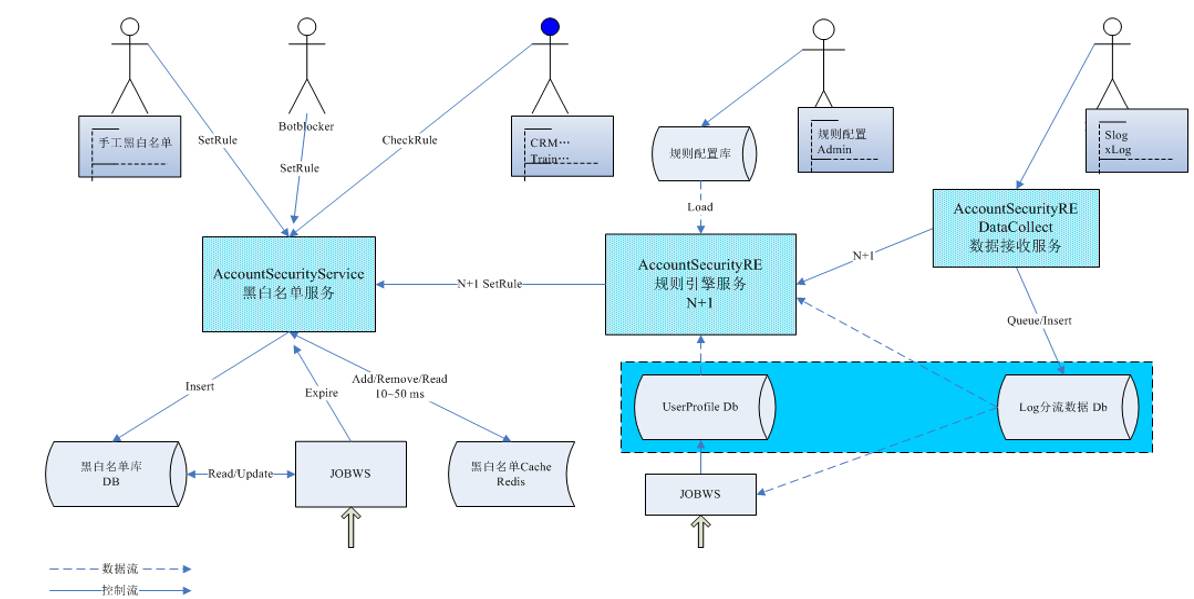 手工黑白名单
SetRule
Botblocker
SetRule
CheckRule
CRM…
Train…
规则配置库
Load
规则配置
Admin
Slog
xLog
AccountSecurityService
黑白名单服务
N+1 SetRule
AccountSecurityRE
规则引擎服务
N+1
N+1
AccountSecurityRE
DataCollect
数据接收服务
Queue/Insert
Insert
Expire
Add/Remove/Read
10~50 ms
UserProfile Db
Log分流数据 Db
黑白名单库
DB
Read/Update
JOBWS
黑白名单Cache
Redis
JOBWS
数据流
控制流